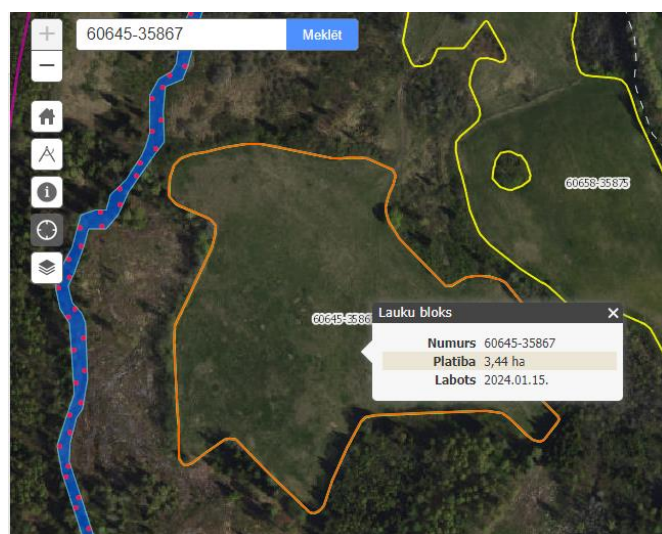 60645-35867 Meklēt
60658-35875
60645-3586
Lauku bloks
Numurs 60645-35867
Platība 3,44 ha
Labots 2024.01.15.